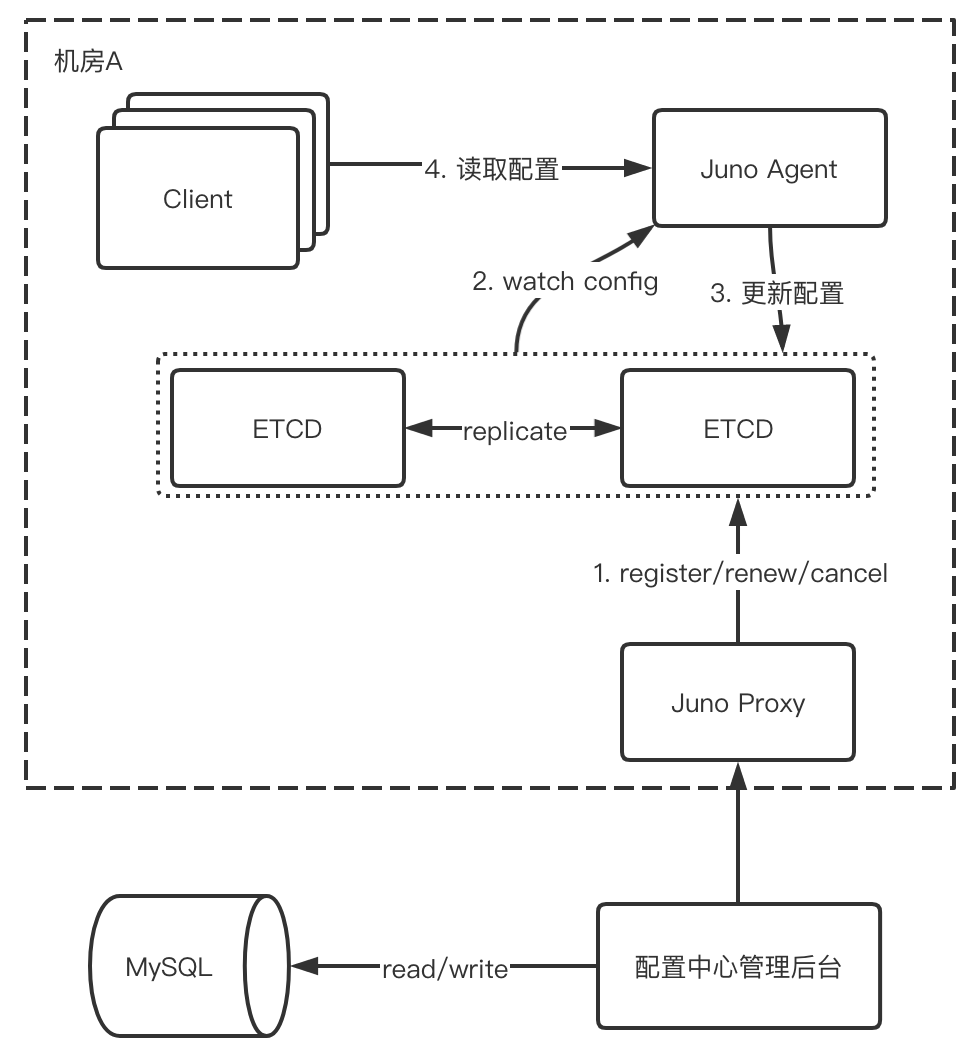 机房A
Client
4. 读取配置
Juno Agent
2. watch config
3. 更新配置
ETCD
replicate
ETCD
1. register/renew/cancel
Juno Proxy
MySQL
read/write
配置中心管理后台